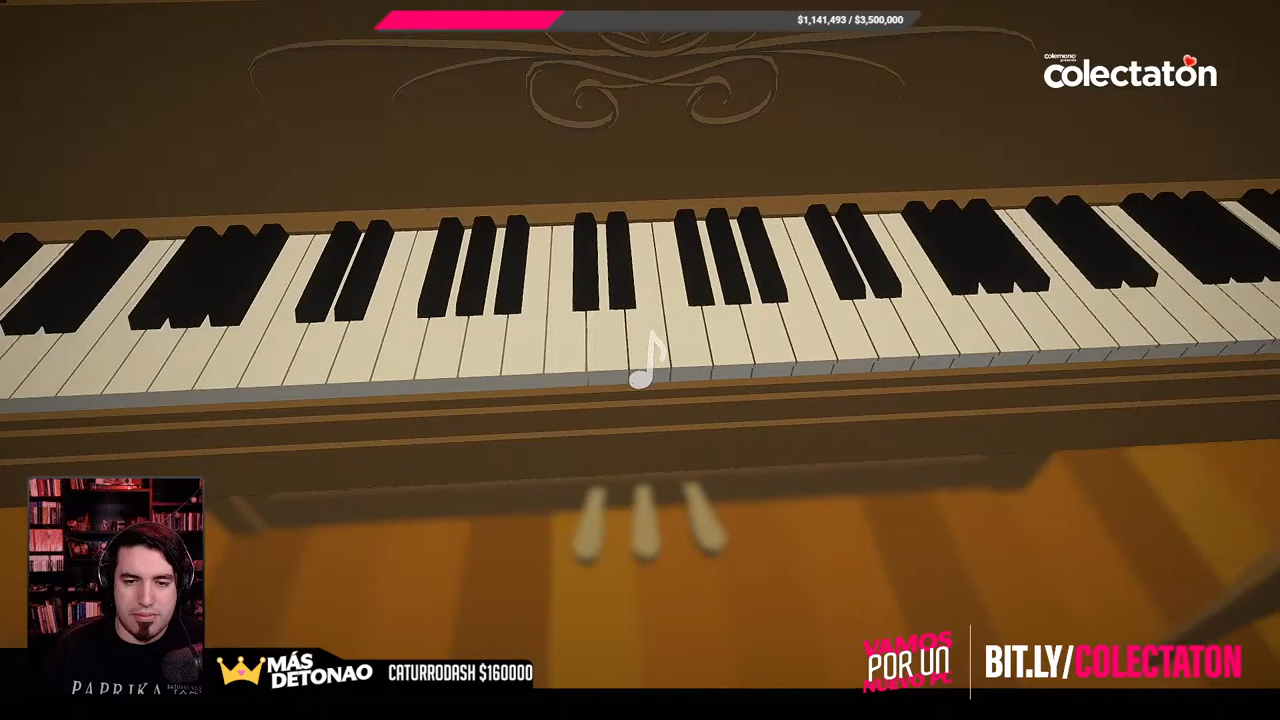 $1,141,493 / $3,500,000
colectatón
MÁS
DETONAO
CATURRODASH $160000
VAMOS
POR UN
NUEVO PC
BIT.LY/COLECTATON
PAPRIKA